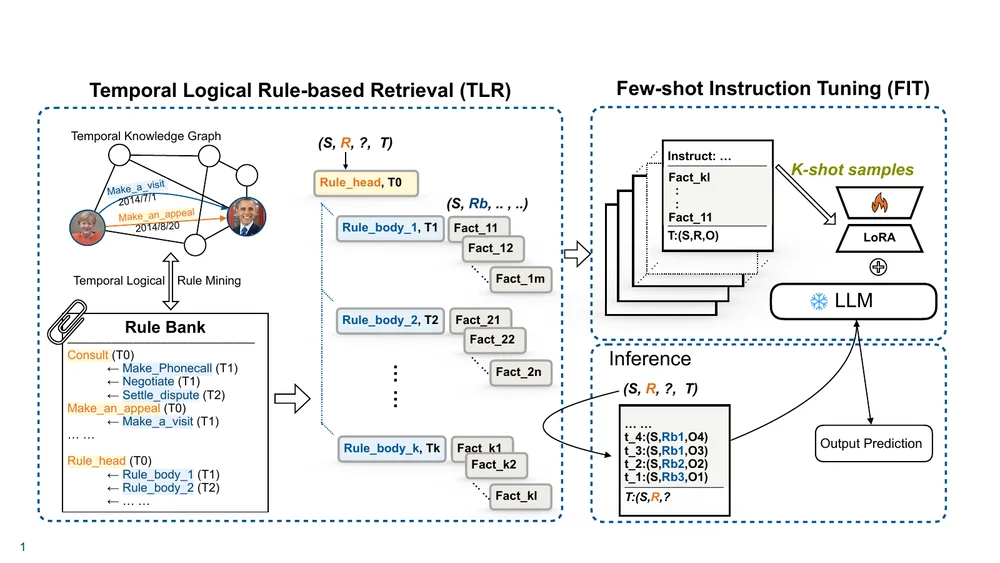 Temporal Logical Rule-based Retrieval (TLR)
Temporal Knowledge Graph
Make_a_visit
2014/7/1
Make_an_appeal
2014/8/20
Temporal Logical Rule Mining
Rule Bank
Consult (T0)
← Make_Phonecall (T1)
← Negotiate (T1)
← Settle_dispute (T2)
Make_an_appeal (T0)
← Make_a_visit (T1)
... ...
Rule_head (T0)
← Rule_body_1 (T1)
← Rule_body_2 (T2)
← ... ...
(S, R, ?, T)
Rule_head, T0
(S, Rb, .. , ..)
Rule_body_1, T1
Fact_11
Fact_12
Fact_1m
Rule_body_2, T2
Fact_21
Fact_22
Fact_2n
Rule_body_k, Tk
Fact_k1
Fact_k2
Fact_kl
Few-shot Instruction Tuning (FIT)
Instruct: ...
Fact_kl
Fact_11
T:(S,R,O)
K-shot samples
LoRA
LLM
Inference
(S, R, ?, T)
... ...
t_4:(S,Rb1,O4)
t_3:(S,Rb1,O3)
t_2:(S,Rb2,O2)
t_1:(S,Rb3,O1)
T:(S,R,?
Output Prediction
1